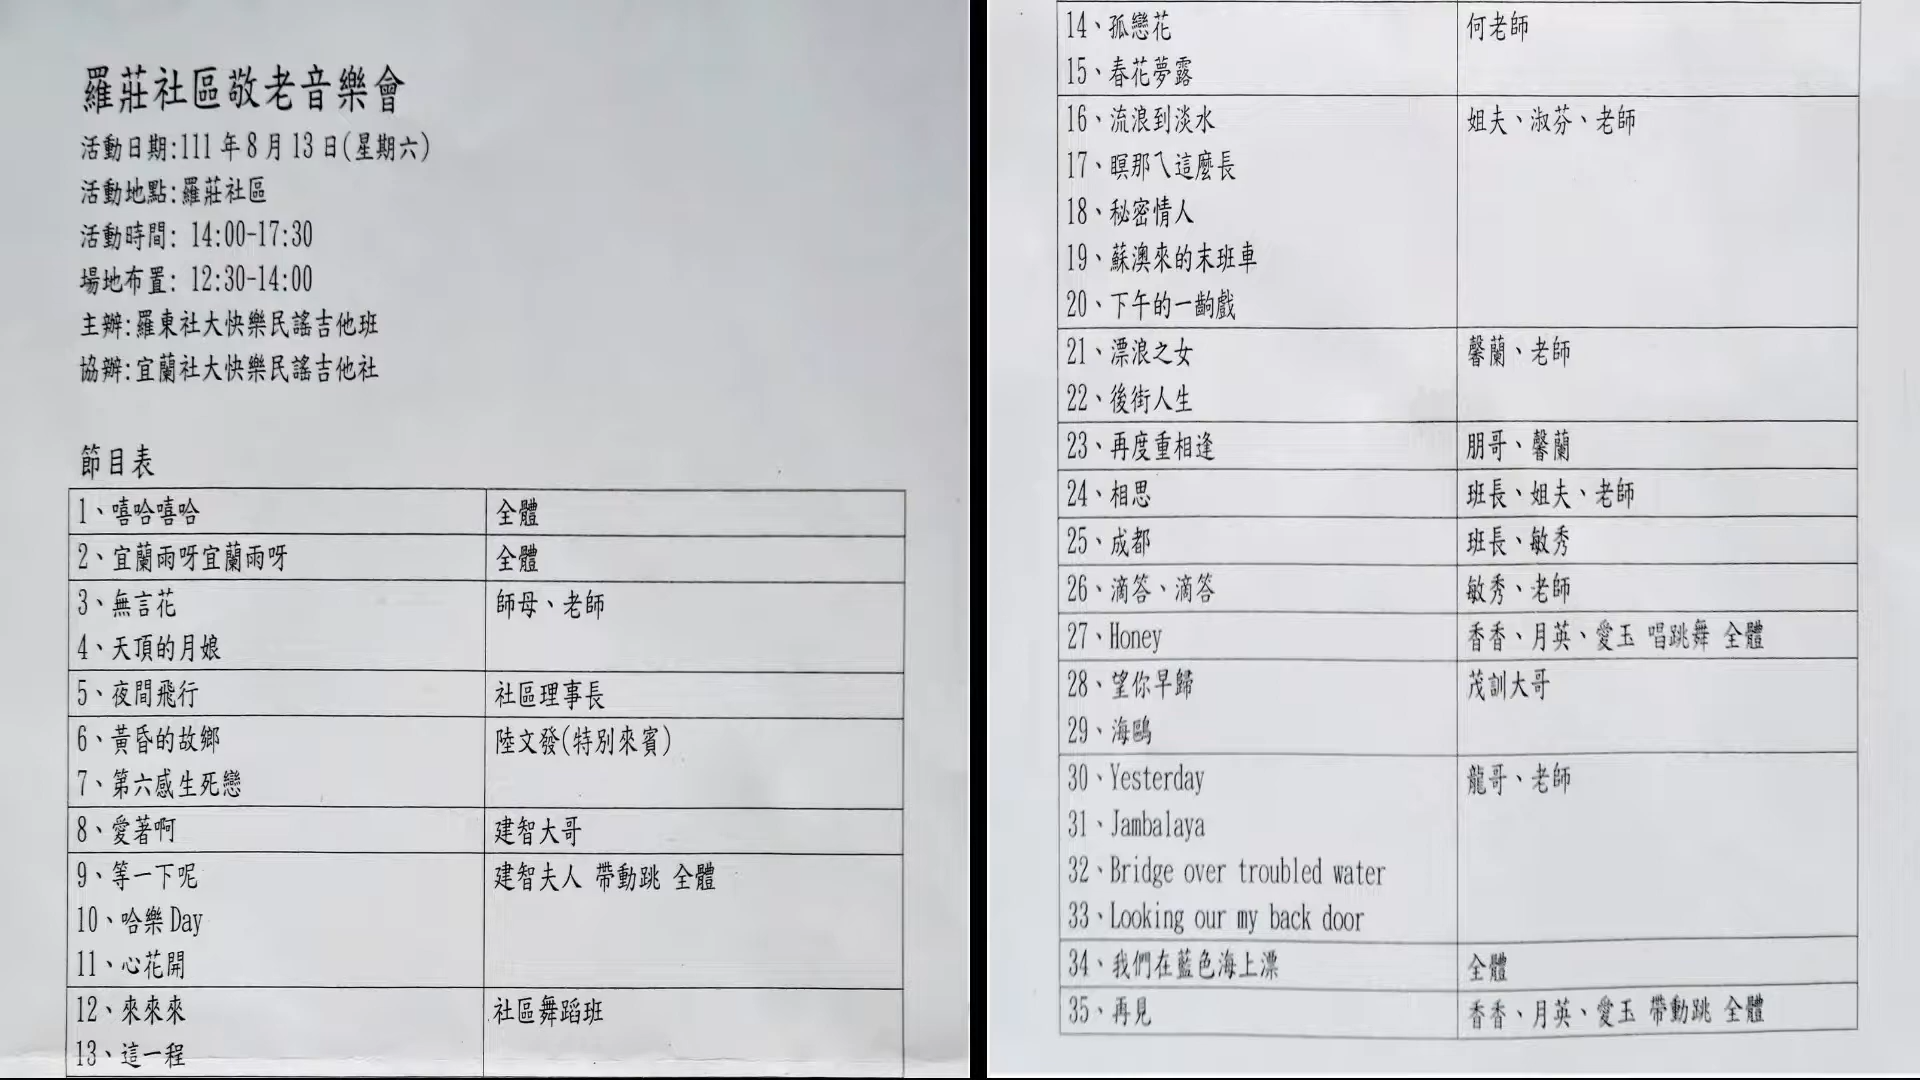 羅莊社區敬老音樂會
活動日期:111年8月13日(星期六)
活動地點:羅莊社區
活動時間: 14:00-17:30
場地布置: 12:30-14:00
主辦:羅東社大快樂民謠吉他班
協辦:宜蘭社大快樂民謠吉他社
節目表
1、嘻哈嘻哈 全體
2、宜蘭雨呀宜蘭雨呀 全體
3、無言花 師母、老師
4、天頂的月娘
5、夜間飛行 社區理事長
6、黃昏的故鄉 陸文發(特別來賓)
7、第六感生死戀
8、愛著啊 建智大哥
9、等一下呢 建智夫人 帶動跳 全體
10、哈樂Day
11、心花開
12、來來來 社區舞蹈班
13、這一程
14、孤戀花 何老師
15、春花夢露
16、流浪到淡水 姐夫、淑芬、老師
17、暝那ㄟ這麼長
18、秘密情人
19、蘇澳來的末班車
20、下午的一齣戲
21、漂浪之女 馨蘭、老師
22、後街人生
23、再度重相逢 朋哥、馨蘭
24、相思 班長、姐夫、老師
25、成都 班長、敏秀
26、滴答、滴答 敏秀、老師
27、Honey 香香、月英、愛玉 唱跳舞 全體
28、望你早歸 茂訓大哥
29、海鷗
30、Yesterday 龍哥、老師
31、Jambalaya
32、Bridge over troubled water
33、Looking our my back door
34、我們在藍色海上漂 全體
35、再見 香香、月英、愛玉 帶動跳 全體